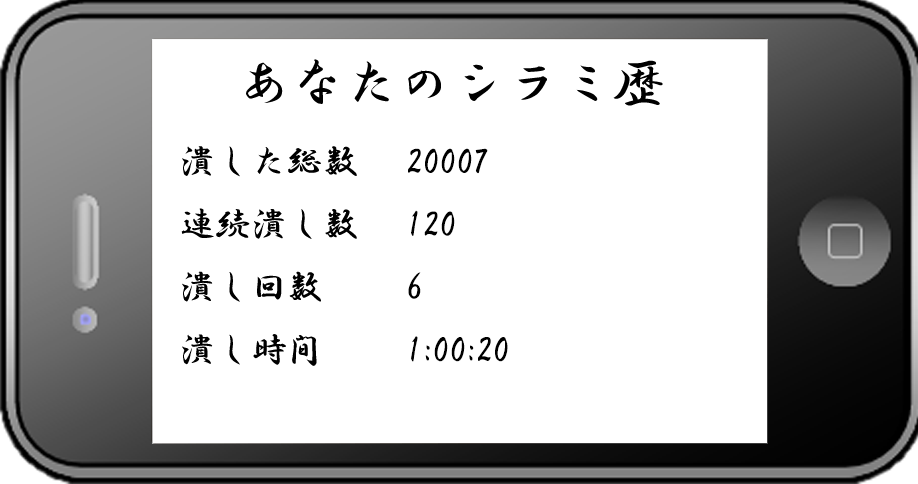 あなたのシラミ歴
潰した総数 20007
連続潰し数 120
潰し回数 6
潰し時间 1:00:20